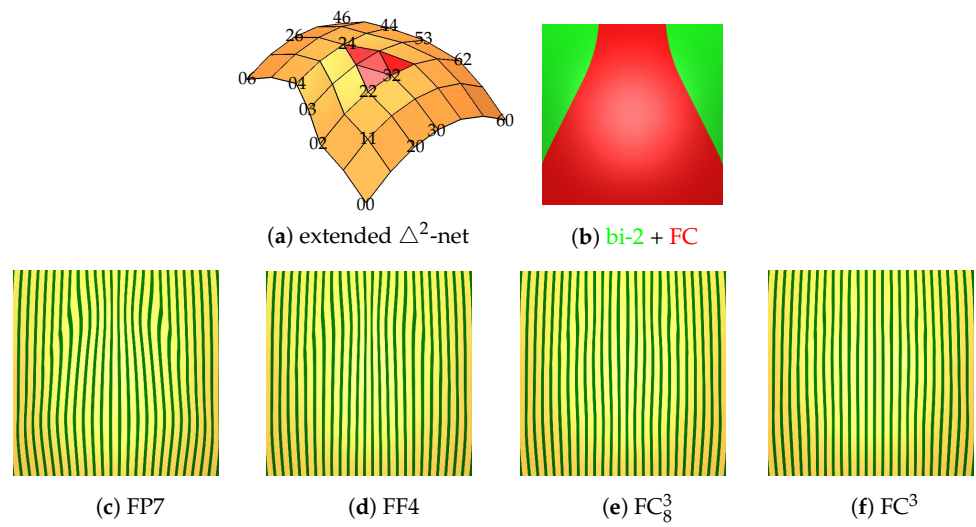 46
44
26
24
53
62
06
04
32
22
03
60
11
30
02
20
00
(a) extended △²-net
(b) bi-2 + FC
(c) FP7
(d) FF4
(e) FC³₈
(f) FC³